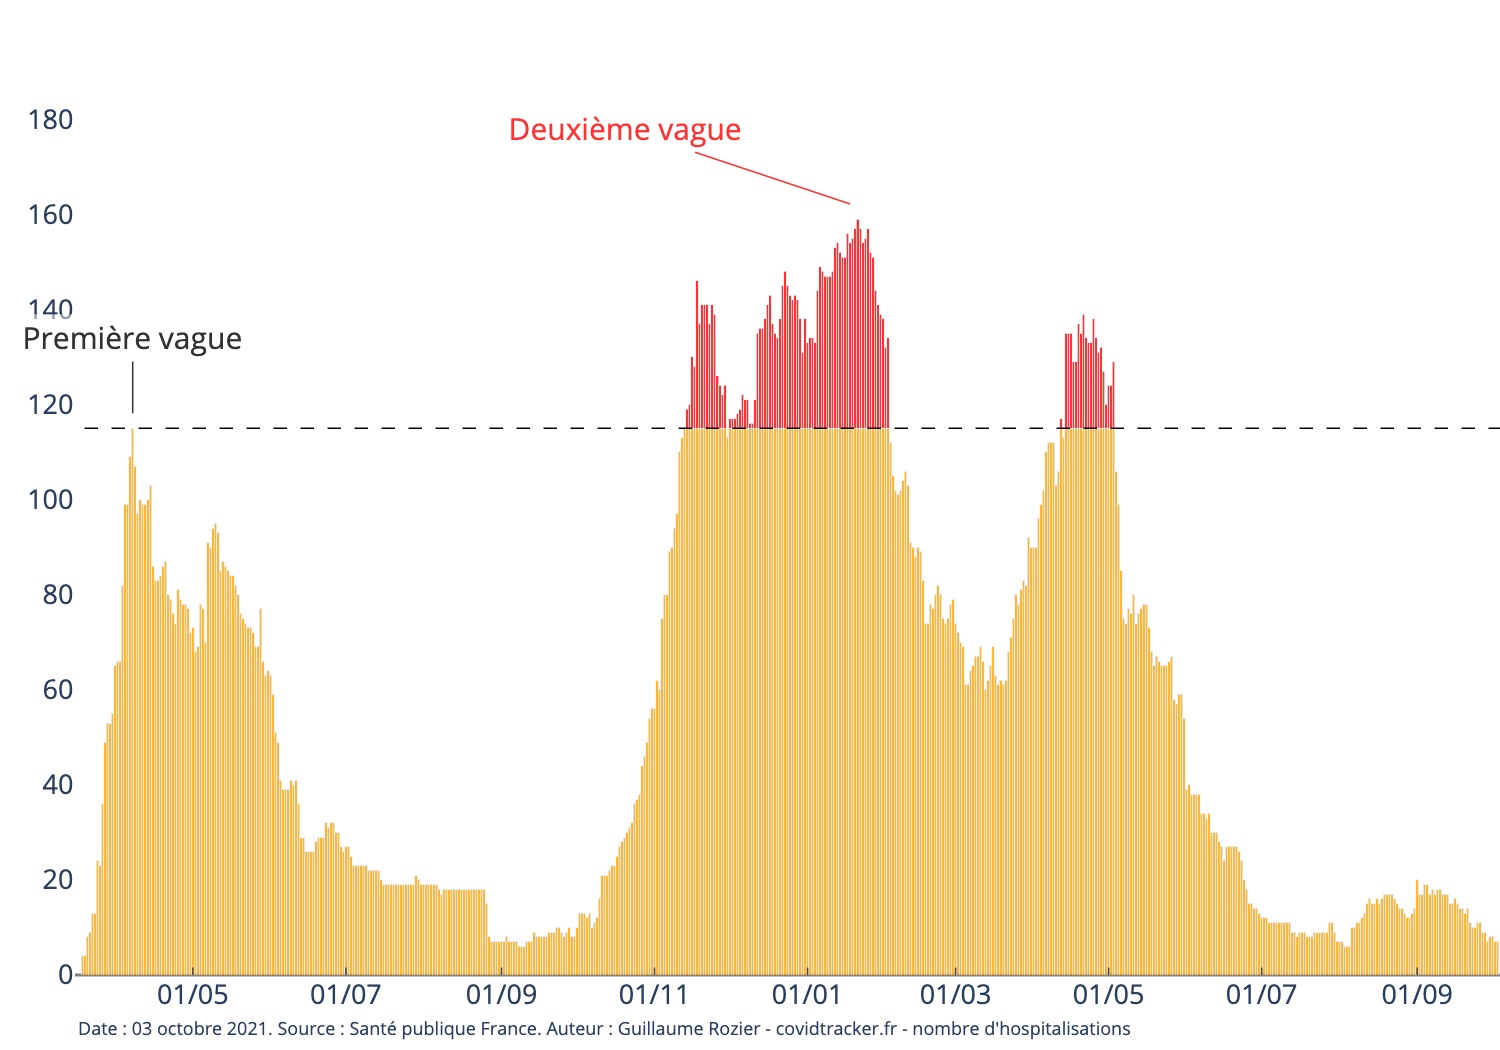 180
Deuxième vague
160
140
Première vague
120
100
80
60
40
20
0
01/05 01/07 01/09 01/11 01/01 01/03 01/05 01/07 01/09
Date : 03 octobre 2021. Source : Santé publique France. Auteur : Guillaume Rozier - covidtracker.fr - nombre d'hospitalisations